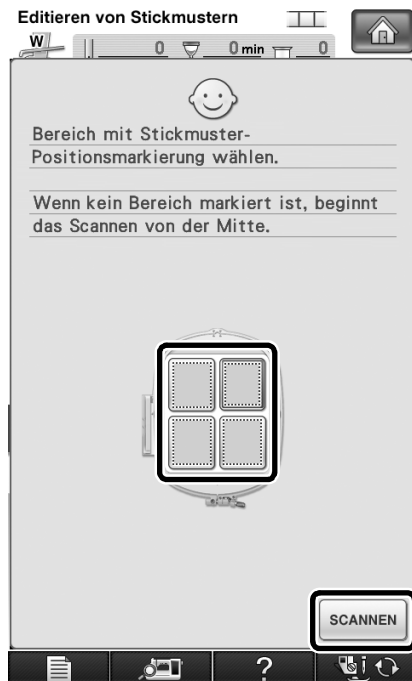 Editieren von Stickmustern
W
0 0 min 0
Bereich mit Stickmuster-
Positionsmarkierung wählen.
Wenn kein Bereich markiert ist, beginnt
das Scannen von der Mitte.
SCANNEN
?